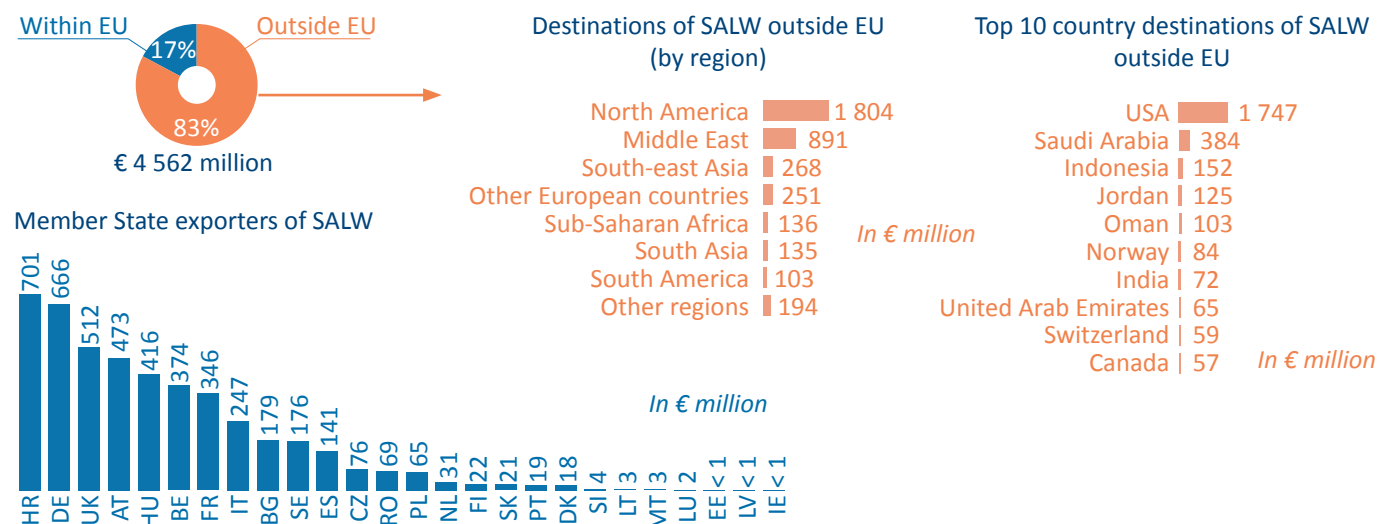 Within EU
Outside EU
17%
83%
€ 4 562 million
Destinations of SALW outside EU
(by region)
North America 1 804
Middle East 891
South-east Asia 268
Other European countries 251
Sub-Saharan Africa 136
South Asia 135
South America 103
Other regions 194
In € million
Top 10 country destinations of SALW
outside EU
USA 1 747
Saudi Arabia 384
Indonesia 152
Jordan 125
Oman 103
Norway 84
India 72
United Arab Emirates 65
Switzerland 59
Canada 57
In € million
Member State exporters of SALW
In € million
HR 701
DE 666
UK 512
AT 473
HU 416
BE 374
FR 346
IT 247
BG 179
SE 176
ES 141
CZ 76
RO 69
PL 65
NL 31
FI 22
SK 21
PT 19
DK 18
SI 4
LT 3
MT 3
LU 2
EE < 1
LV < 1
IE < 1